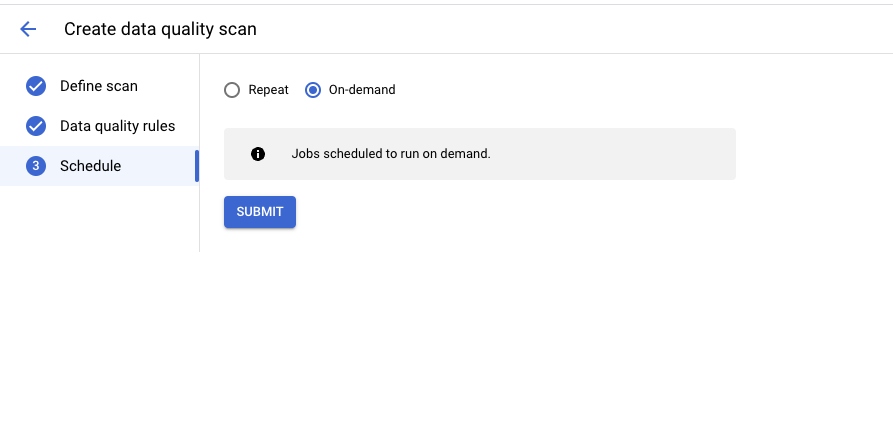 Create data quality scan
Define scan
Data quality rules
3 Schedule
Repeat On-demand
Jobs scheduled to run on demand.
SUBMIT